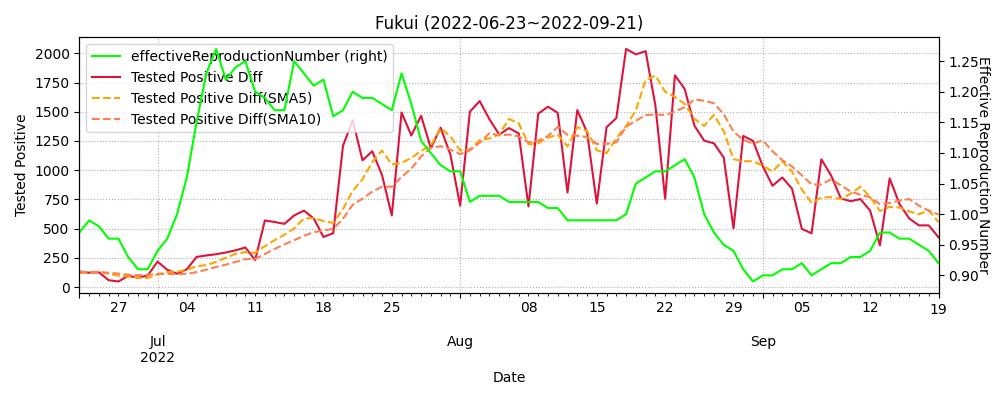 Fukui (2022-06-23~2022-09-21)
effectiveReproductionNumber (right)
Tested Positive Diff
Tested Positive Diff(SMA5)
Tested Positive Diff(SMA10)
Tested Positive
2000
1750
1500
1250
1000
750
500
250
0
Effective Reproduction Number
1.25
1.20
1.15
1.10
1.05
1.00
0.95
0.90
27 04 11 18 25 08 15 22 29 05 12 19
Jul Aug Sep
2022
Date